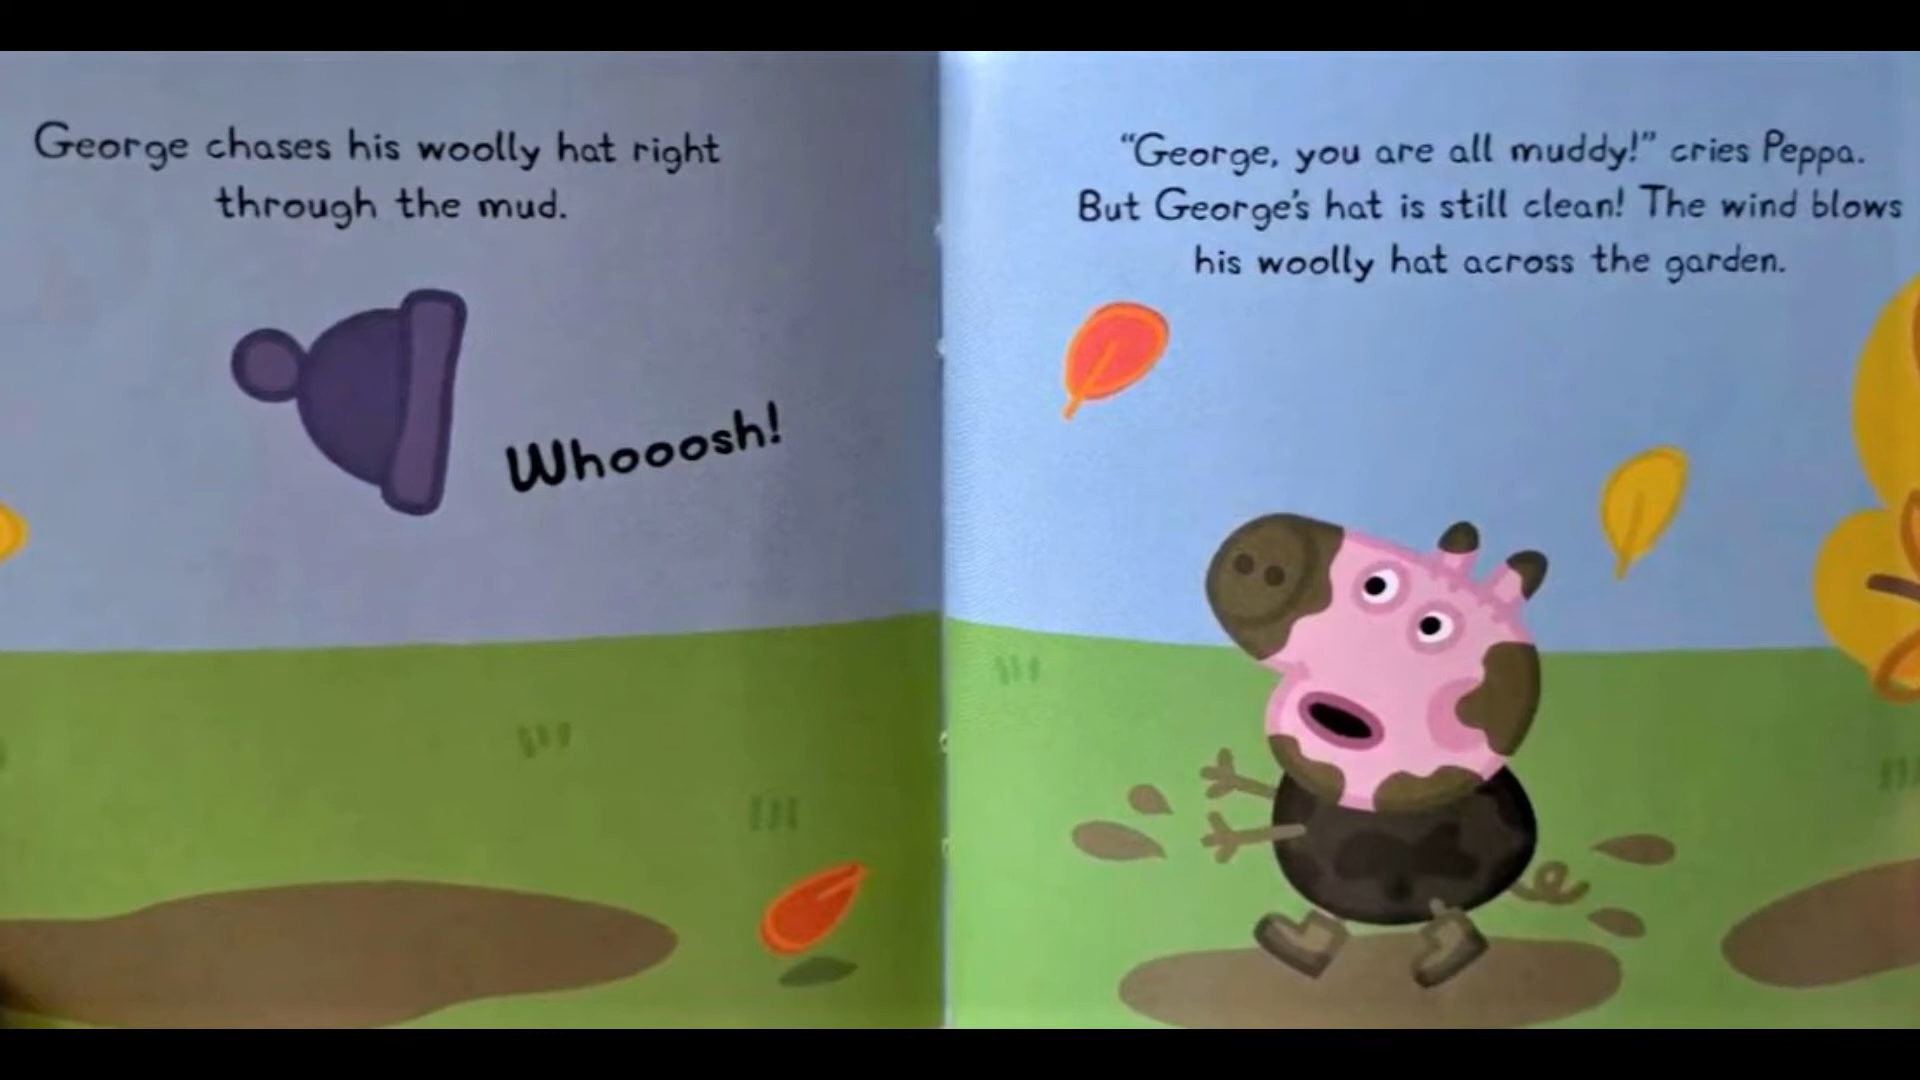 George chases his woolly hat right
through the mud.
Whooosh!
“George, you are all muddy!” cries Peppa.
But George's hat is still clean! The wind blows
his woolly hat across the garden.